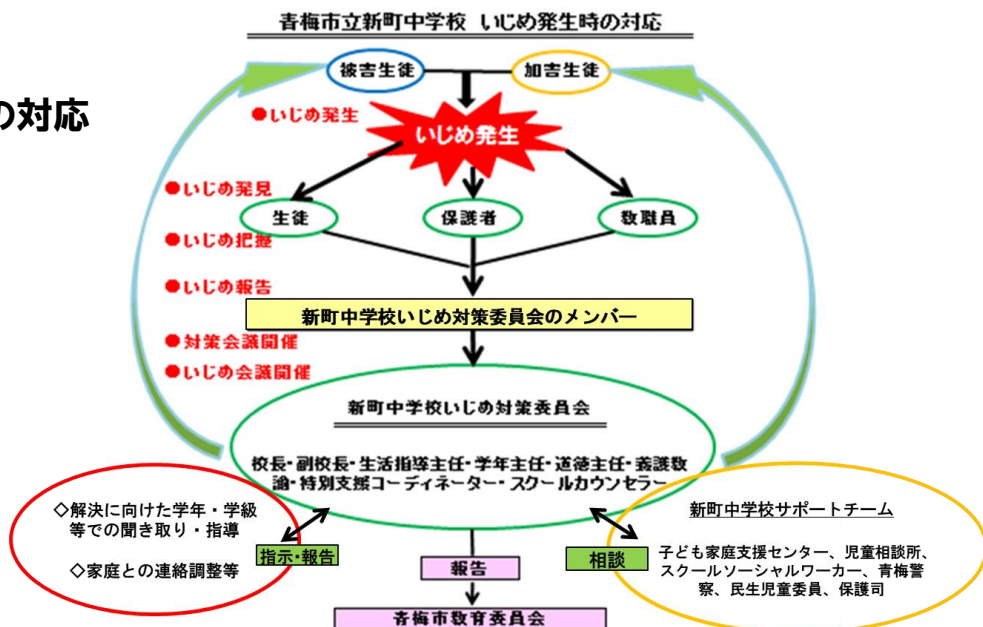 青梅市立新町中学校 いじめ発生時の対応
の対応
被害生徒
加害生徒
●いじめ発生
いじめ発生
●いじめ発見
生徒
保護者
教職員
●いじめ把握
●いじめ報告
新町中学校いじめ対策委員会のメンバー
●対策会議開催
●いじめ会議開催
新町中学校いじめ対策委員会
校長・副校長・生活指導主任・学年主任・道徳主任・養護教
諭・特別支援コーディネーター・スクールカウンセラー
◇解決に向けた学年・学級
等での聞き取り・指導
◇家庭との連絡調整等
指示・報告
報告
青梅市教育委員会
相談
新町中学校サポートチーム
子ども家庭支援センター、児童相談所、
スクールソーシャルワーカー、青梅警
察、民生児童委員、保護司